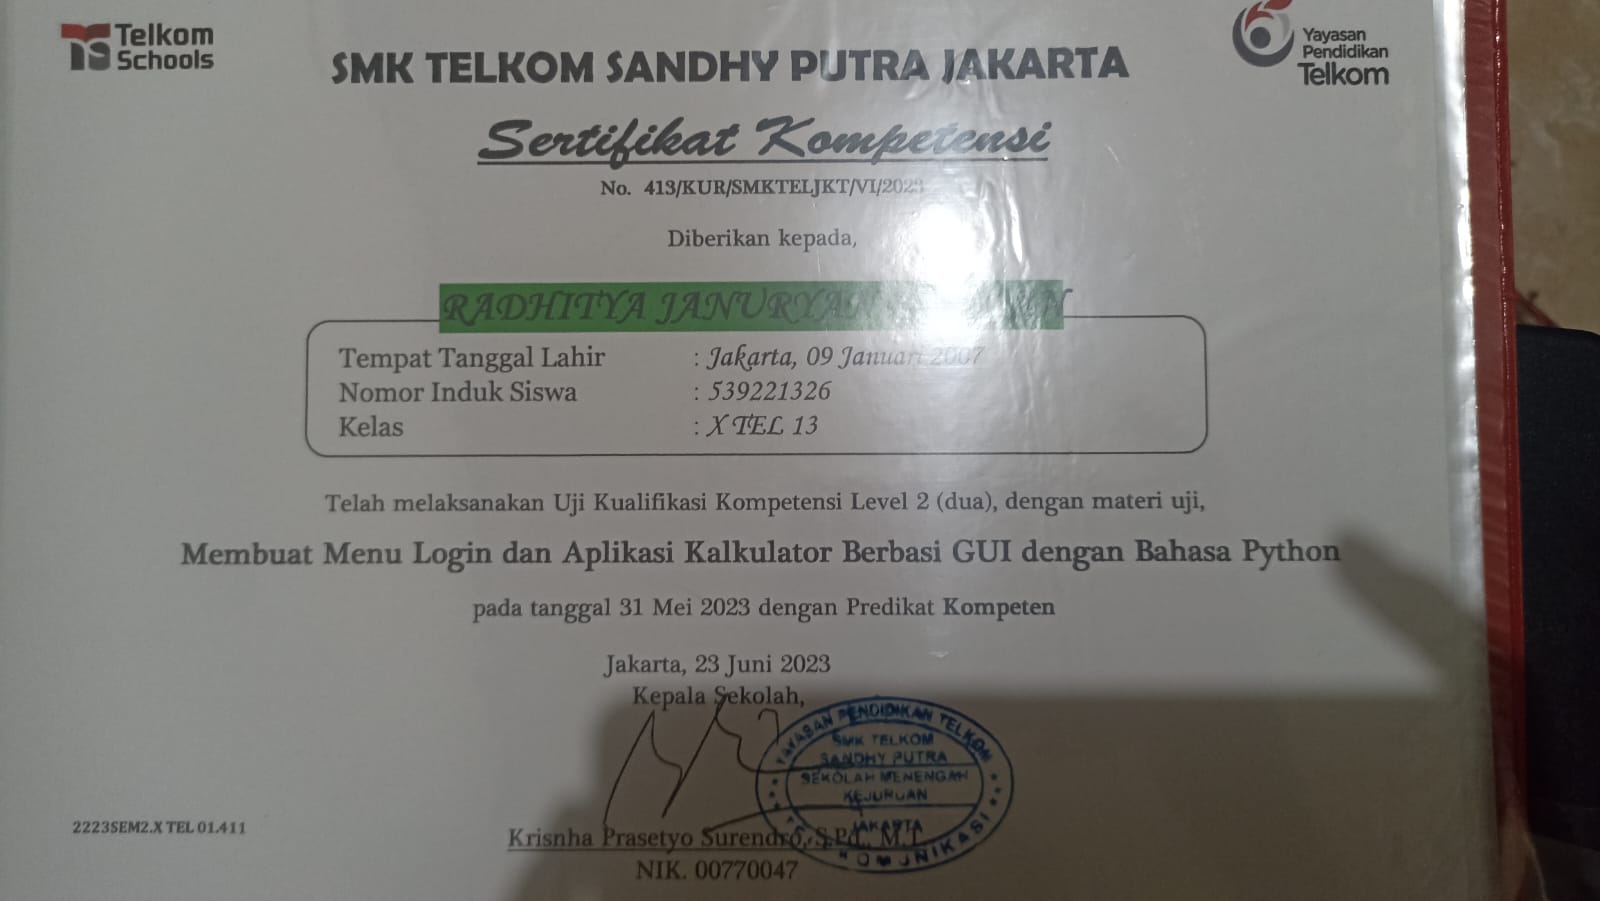 Telkom
Schools
Yayasan
Pendidikan
Telkom
SMK TELKOM SANDHY PUTRA JAKARTA
Sertifikat Kompetensi
No. 413/KUR/SMKTELJKT/VI/2023
Diberikan kepada,
RADHITYA JANURYAN
Tempat Tanggal Lahir : Jakarta, 09 Januari 2007
Nomor Induk Siswa : 539221326
Kelas : X TEL 13
Telah melaksanakan Uji Kualifikasi Kompetensi Level 2 (dua), dengan materi uji,
Membuat Menu Login dan Aplikasi Kalkulator Berbasi GUI dengan Bahasa Python
pada tanggal 31 Mei 2023 dengan Predikat Kompeten
Jakarta, 23 Juni 2023
Kepala Sekolah,
YAYASAN PENDIDIKAN TELKOM
SMK TELKOM
SANDHY PUTRA
SEKOLAH MENENGAH
KEJURUAN
JAKARTA
Krisnha Prasetyo Surendro, S.Pd., M.T.
NIK. 00770047
2223SEM2.X TEL 01.411